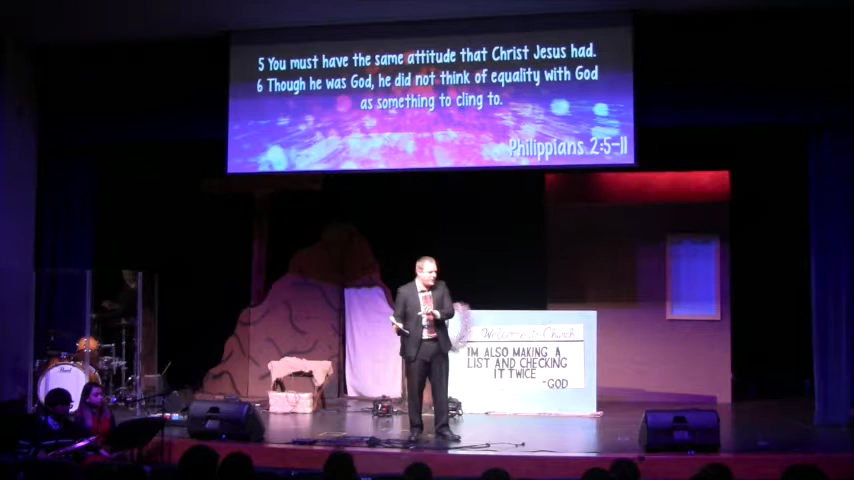 5 You must have the same attitude that Christ Jesus had.
6 Though he was God, he did not think of equality with God
as something to cling to.
Philippians 2:5-11
Welcome to Church
IM ALSO MAKING A
LIST AND CHECKING
IT TWICE
-GOD
Pearl